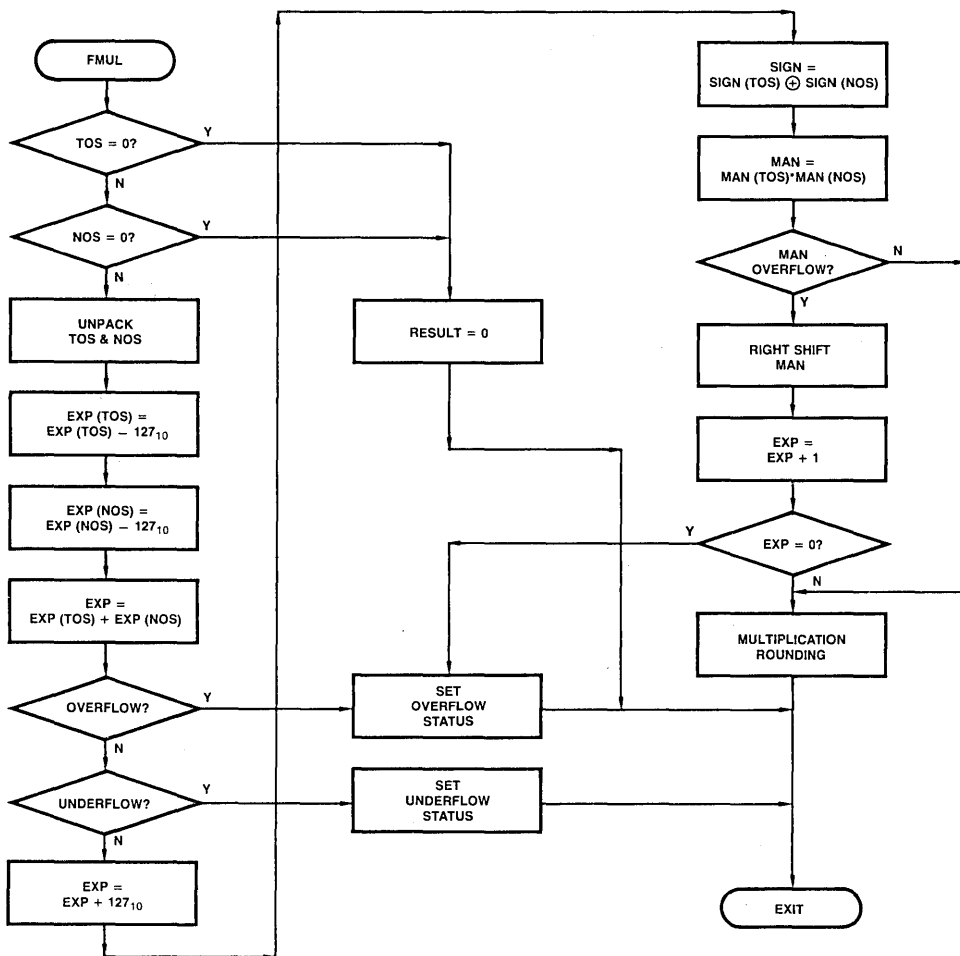 FMUL
TOS = 0?
Y
N
NOS = 0?
Y
N
UNPACK
TOS & NOS
EXP (TOS) =
EXP (TOS) − 127₁₀
EXP (NOS) =
EXP (NOS) − 127₁₀
EXP =
EXP (TOS) + EXP (NOS)
OVERFLOW?
Y
N
UNDERFLOW?
Y
N
EXP =
EXP + 127₁₀
RESULT = 0
SET
OVERFLOW
STATUS
SET
UNDERFLOW
STATUS
SIGN =
SIGN (TOS) ⊕ SIGN (NOS)
MAN =
MAN (TOS)*MAN (NOS)
MAN
OVERFLOW?
N
Y
RIGHT SHIFT
MAN
EXP =
EXP + 1
EXP = 0?
Y
N
MULTIPLICATION
ROUNDING
EXIT